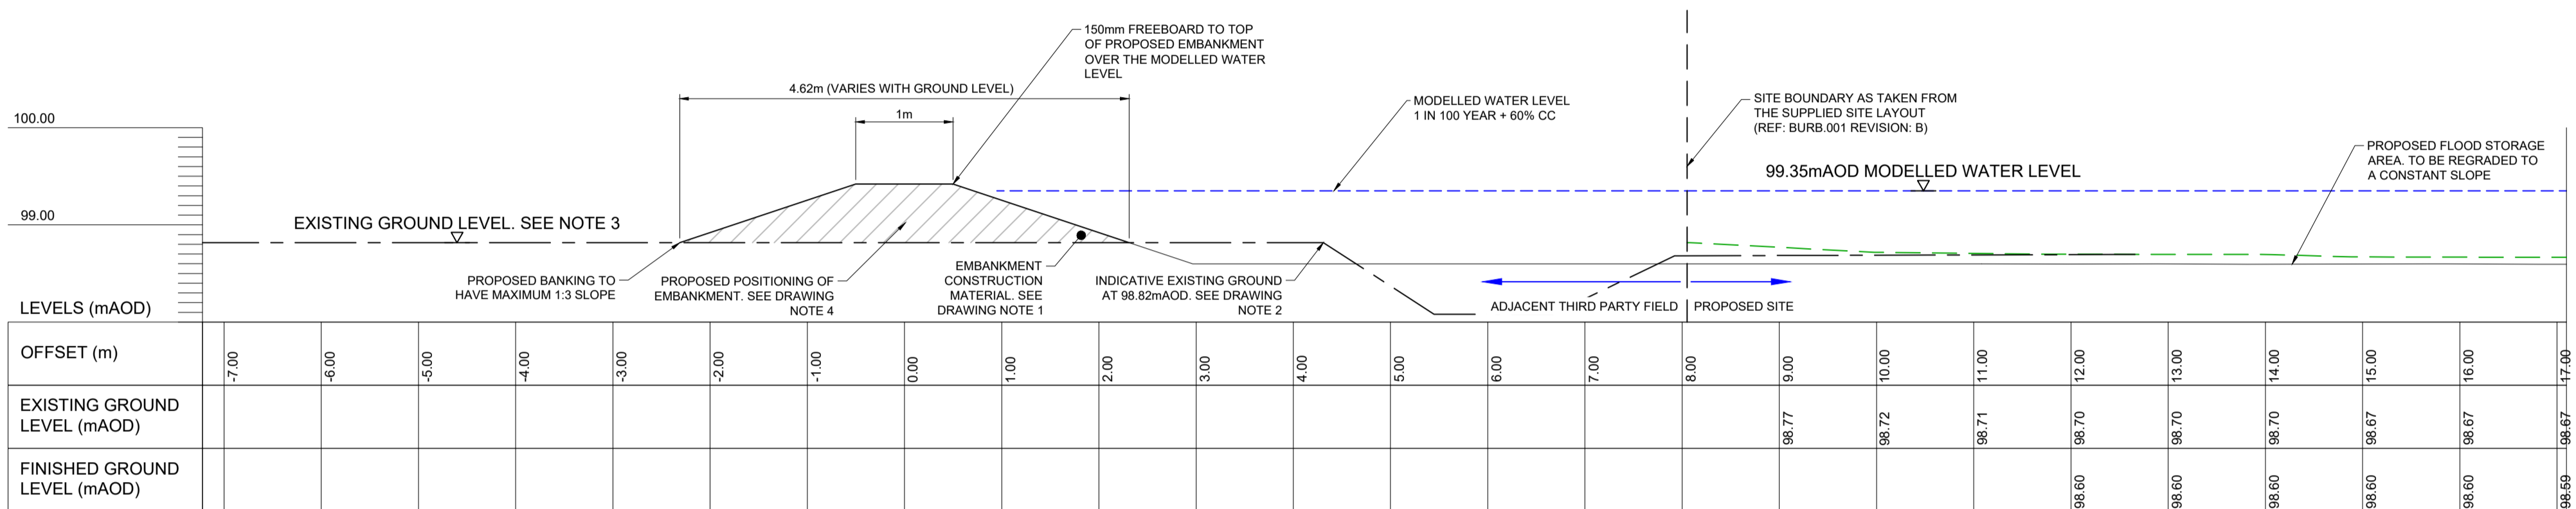 150mm FREEBOARD TO TOP
OF PROPOSED EMBANKMENT
OVER THE MODELLED WATER
LEVEL
4.62m (VARIES WITH GROUND LEVEL)
1m
MODELLED WATER LEVEL
1 IN 100 YEAR + 60% CC
SITE BOUNDARY AS TAKEN FROM
THE SUPPLIED SITE LAYOUT
(REF: BURB.001 REVISION: B)
PROPOSED FLOOD STORAGE
AREA. TO BE REGRADED TO
A CONSTANT SLOPE
100.00
99.35mAOD MODELLED WATER LEVEL
99.00
EXISTING GROUND LEVEL. SEE NOTE 3
PROPOSED BANKING TO
HAVE MAXIMUM 1:3 SLOPE
PROPOSED POSITIONING OF
EMBANKMENT. SEE DRAWING
NOTE 4
EMBANKMENT
CONSTRUCTION
MATERIAL. SEE
DRAWING NOTE 1
INDICATIVE EXISTING GROUND
AT 98.82mAOD. SEE DRAWING
NOTE 2
ADJACENT THIRD PARTY FIELD
PROPOSED SITE
LEVELS (mAOD)
OFFSET (m)
-7.00
-6.00
-5.00
-4.00
-3.00
-2.00
-1.00
0.00
1.00
2.00
3.00
4.00
5.00
6.00
7.00
8.00
9.00
10.00
11.00
12.00
13.00
14.00
15.00
16.00
17.00
EXISTING GROUND
LEVEL (mAOD)
98.77
98.72
98.71
98.70
98.70
98.70
98.67
98.67
98.67
FINISHED GROUND
LEVEL (mAOD)
98.60
98.60
98.60
98.60
98.60
98.59